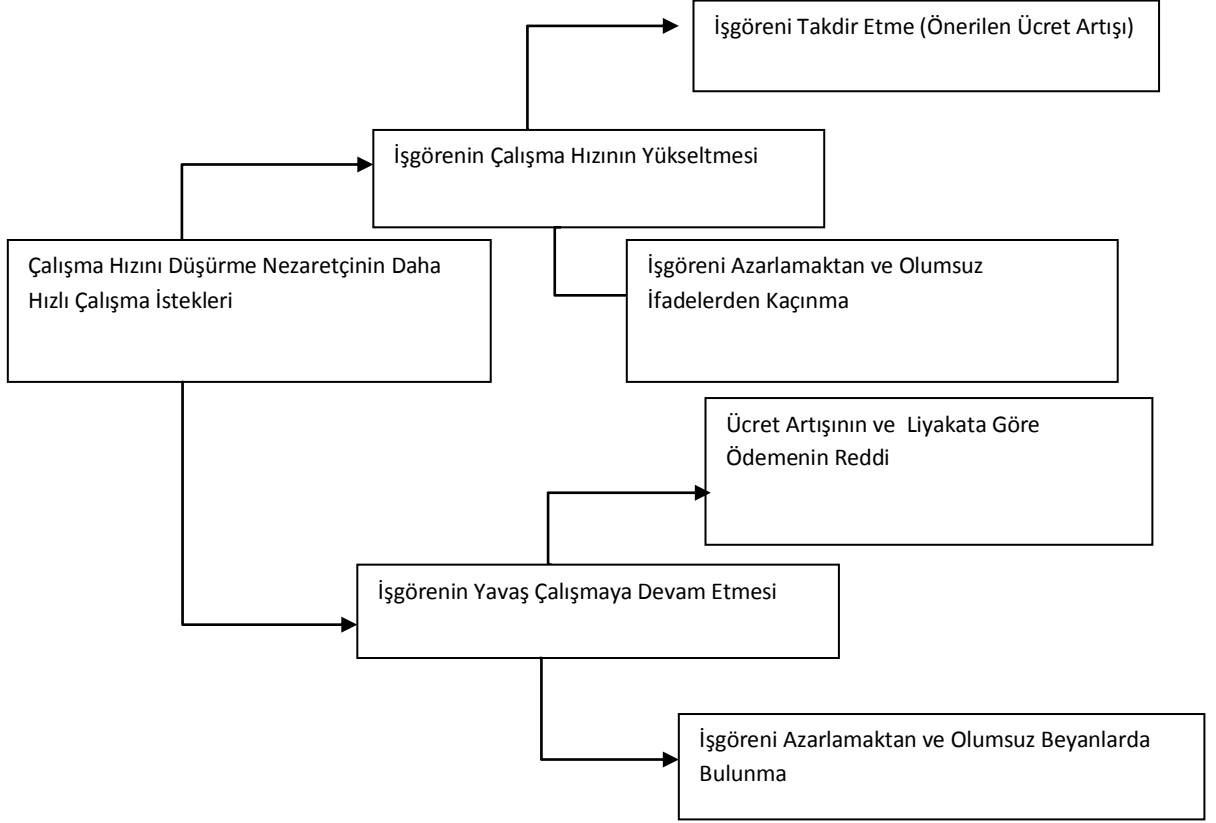 İşgöreni Takdir Etme (Önerilen Ücret Artışı)
İşgörenin Çalışma Hızının Yükseltmesi
Çalışma Hızını Düşürme Nezaretçinin Daha
Hızlı Çalışma İstekleri
İşgöreni Azarlamaktan ve Olumsuz
İfadelerden Kaçınma
Ücret Artışının ve Liyakata Göre
Ödemenin Reddi
İşgörenin Yavaş Çalışmaya Devam Etmesi
İşgöreni Azarlamaktan ve Olumsuz Beyanlarda
Bulunma